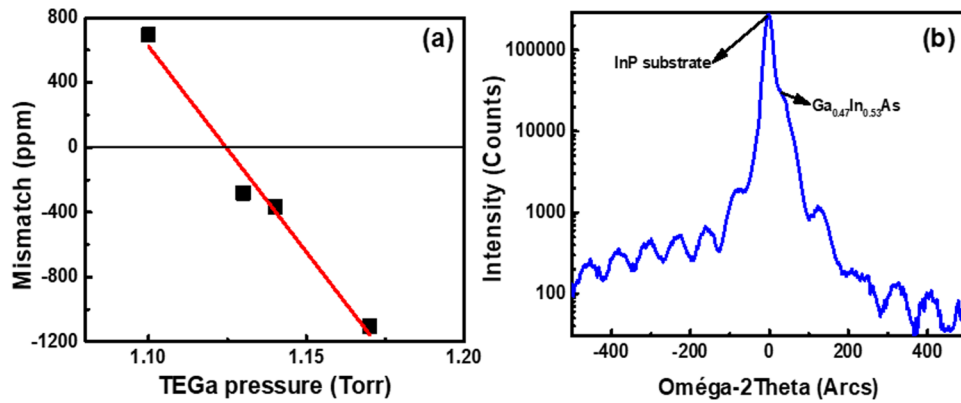 (a)
Mismatch (ppm)
800
400
0
-400
-800
-1200
1.10 1.15 1.20
TEGa pressure (Torr)
(b)
InP substrate
Ga0.47In0.53As
Intensity (Counts)
100000
10000
1000
100
-400 -200 0 200 400
Oméga-2Theta (Arcs)